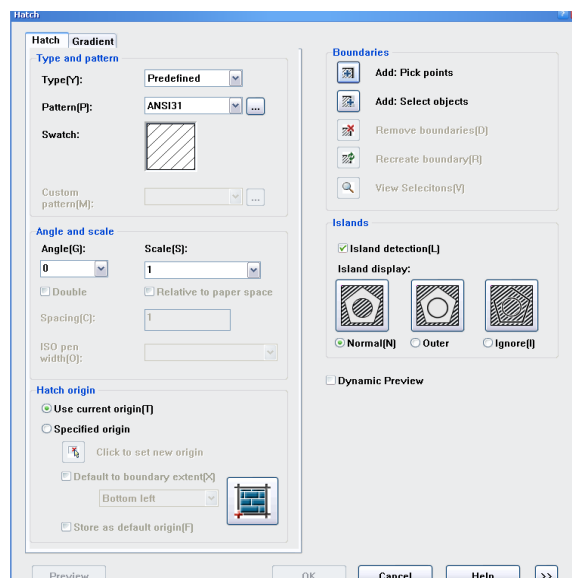 Hatch
Hatch Gradient
Type and pattern
Type(Y): Predefined
Pattern(P): ANSI31 ...
Swatch:
Custom
pattern(M): ...
Angle and scale
Angle(G): Scale(S):
0 1
Double Relative to paper space
Spacing(C): 1
ISO pen
width(O):
Hatch origin
Use current origin(T)
Specified origin
Click to set new origin
Default to boundary extent(X)
Bottom left
Store as default origin(F)
Boundaries
Add: Pick points
Add: Select objects
Remove boundaries(D)
Recreate boundary(R)
View Selecitons(V)
Islands
Island detection(L)
Island display:
Normal(N) Outer Ignore(I)
Dynamic Preview
Preview OK Cancel Help >>